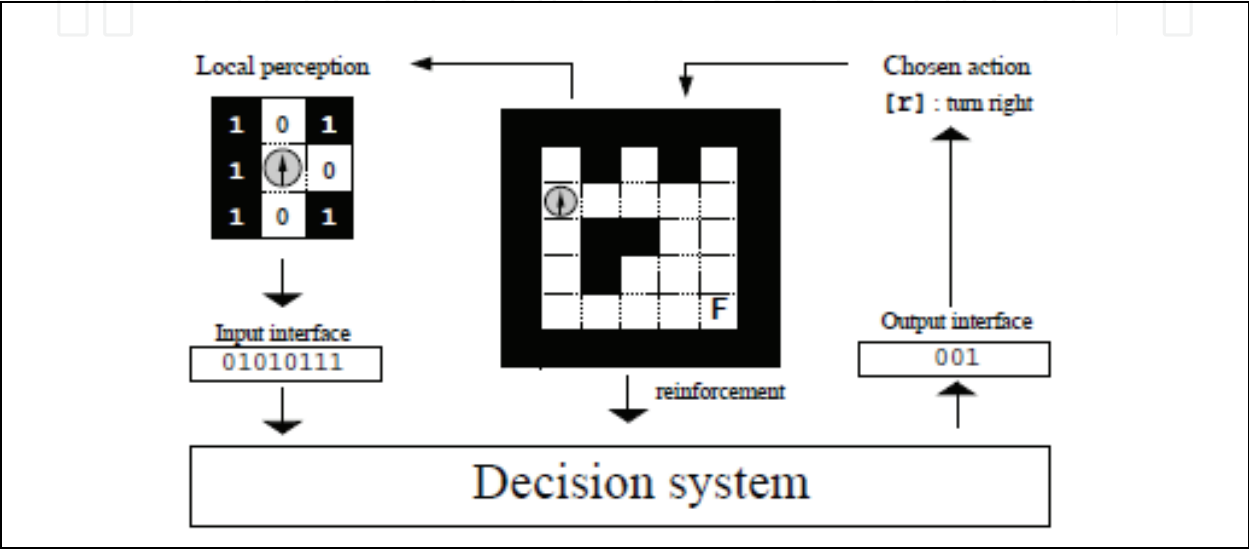 Local perception
1 0 1
1 0
1 0 1
Input interface
01010111
F
reinforcement
Chosen action
[r] : turn right
Output interface
001
Decision system